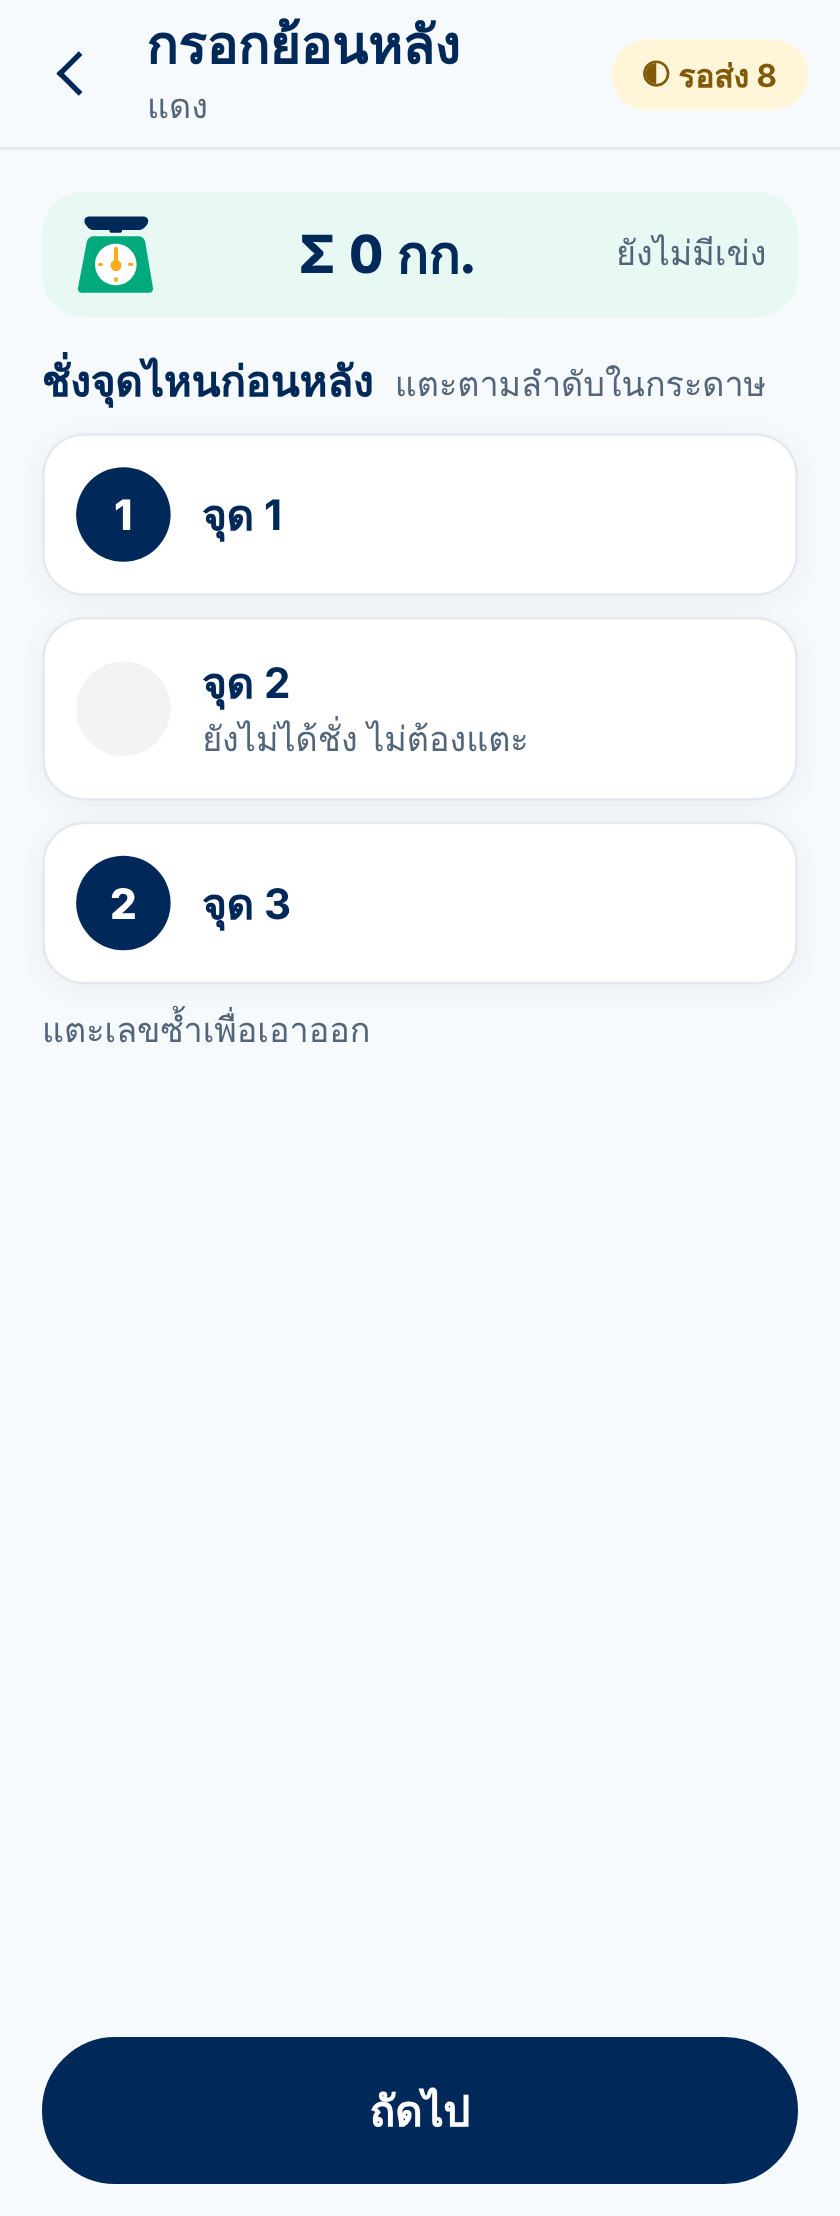 กรอกย้อนหลัง
แดง
รอส่ง 8
Σ 0 กก.
ยังไม่มีเข่ง
ชั่งจุดไหนก่อนหลัง แตะตามลำดับในกระดาษ
1 จุด 1
จุด 2
ยังไม่ได้ชั่ง ไม่ต้องแตะ
2 จุด 3
แตะเลขซ้ำเพื่อเอาออก
ถัดไป